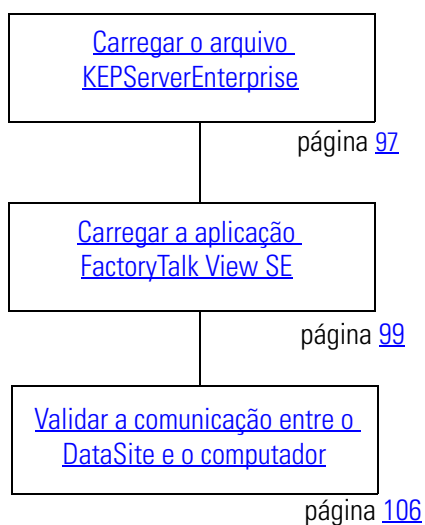 Carregar o arquivo
KEPServerEnterprise
página 97
Carregar a aplicação
FactoryTalk View SE
página 99
Validar a comunicação entre o
DataSite e o computador
página 106